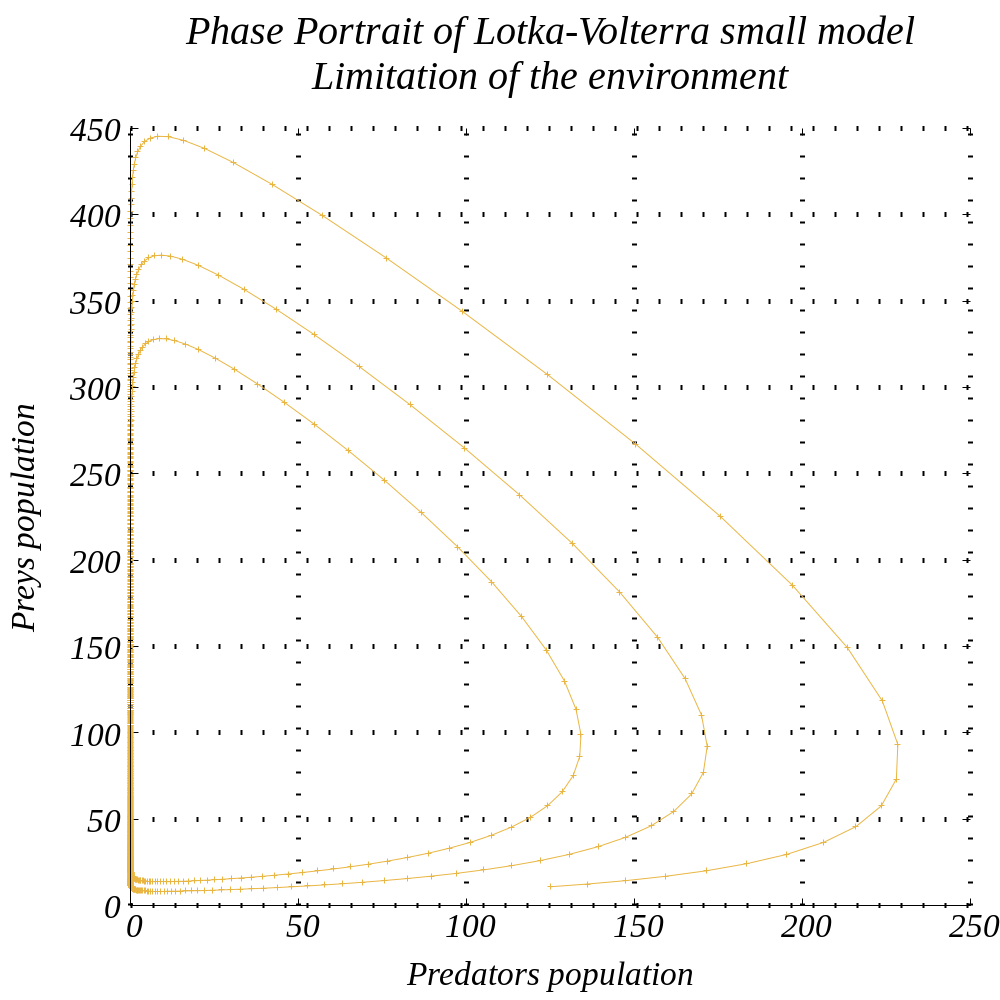 Phase Portrait of Lotka-Volterra small model
Limitation of the environment
450
400
350
300
250
200
150
100
50
0
Preys population
0 50 100 150 200 250
Predators population